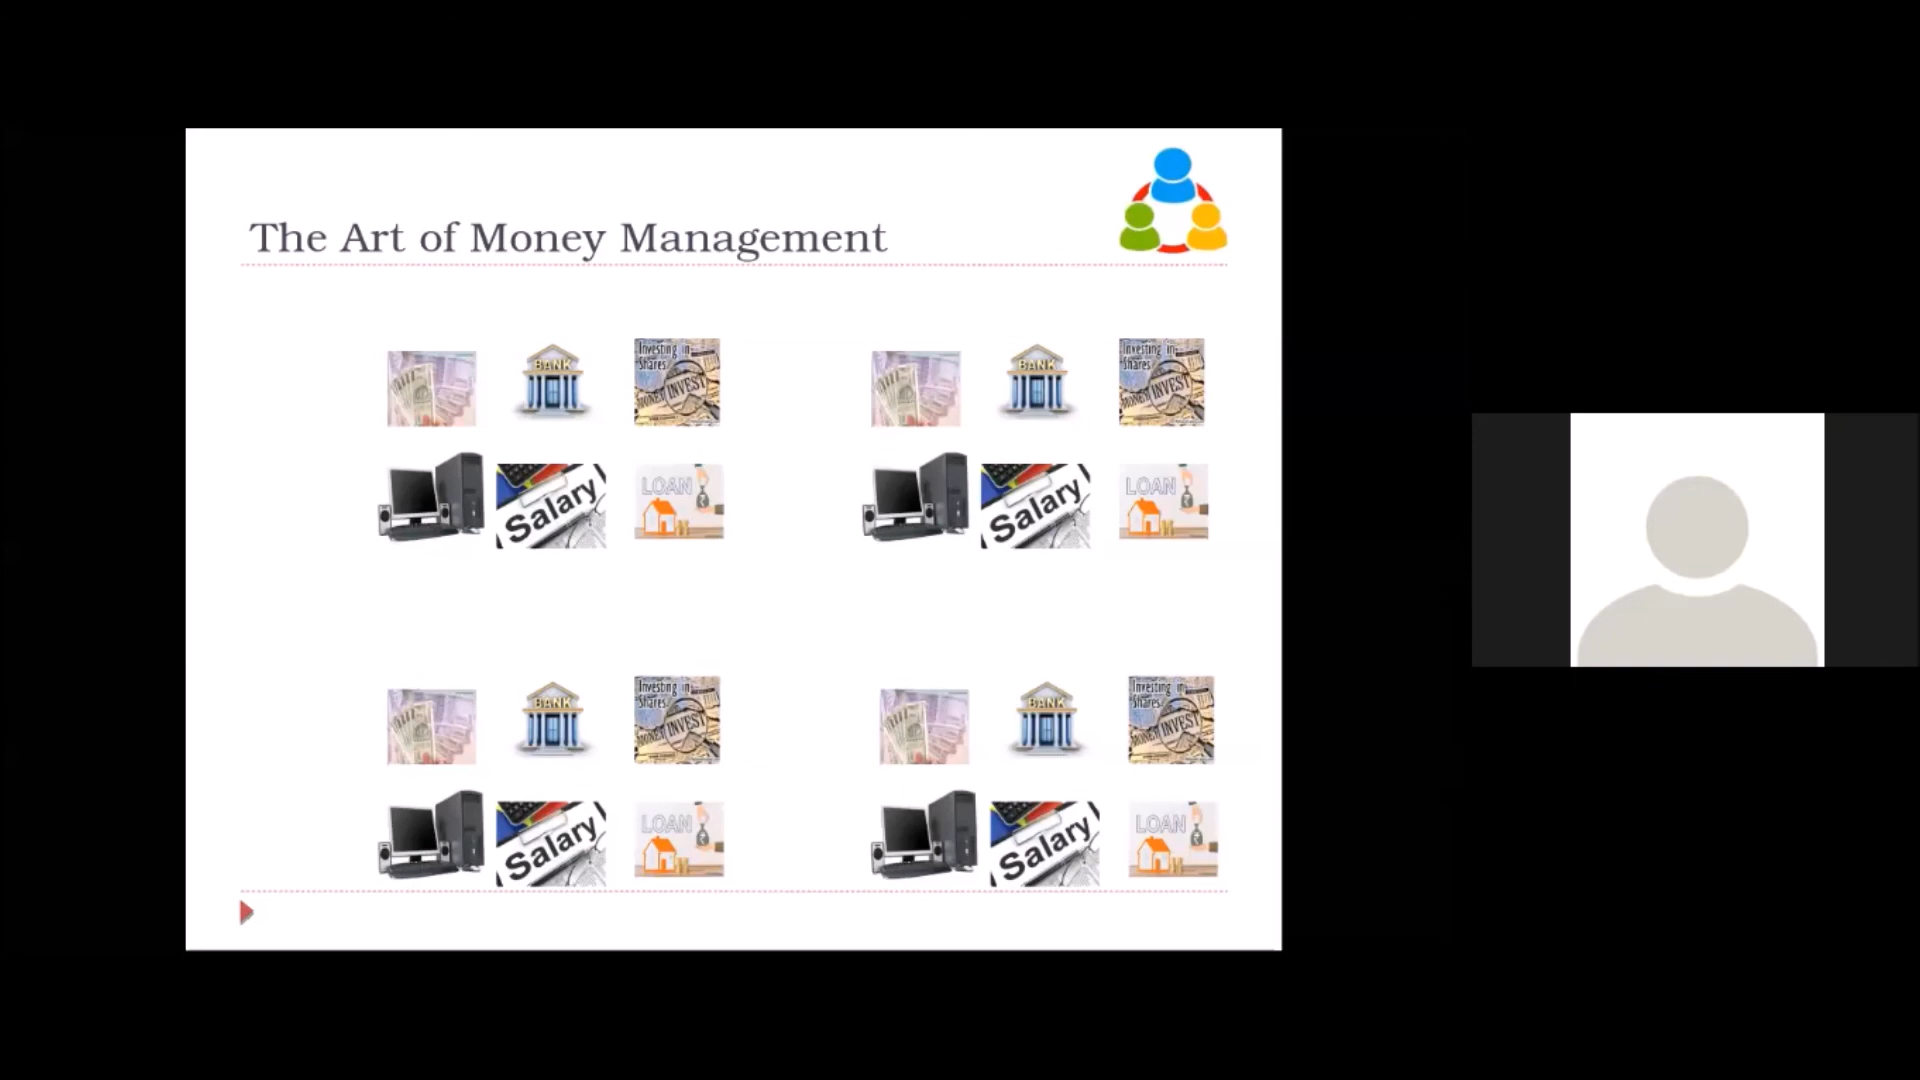 The Art of Money Management
BANK
Investing in
Shares
INVEST
MONEY
Salary
LOAN
BANK
Investing in
Shares
INVEST
MONEY
Salary
LOAN
BANK
Investing in
Shares
INVEST
MONEY
Salary
LOAN
BANK
Investing in
Shares
INVEST
MONEY
Salary
LOAN